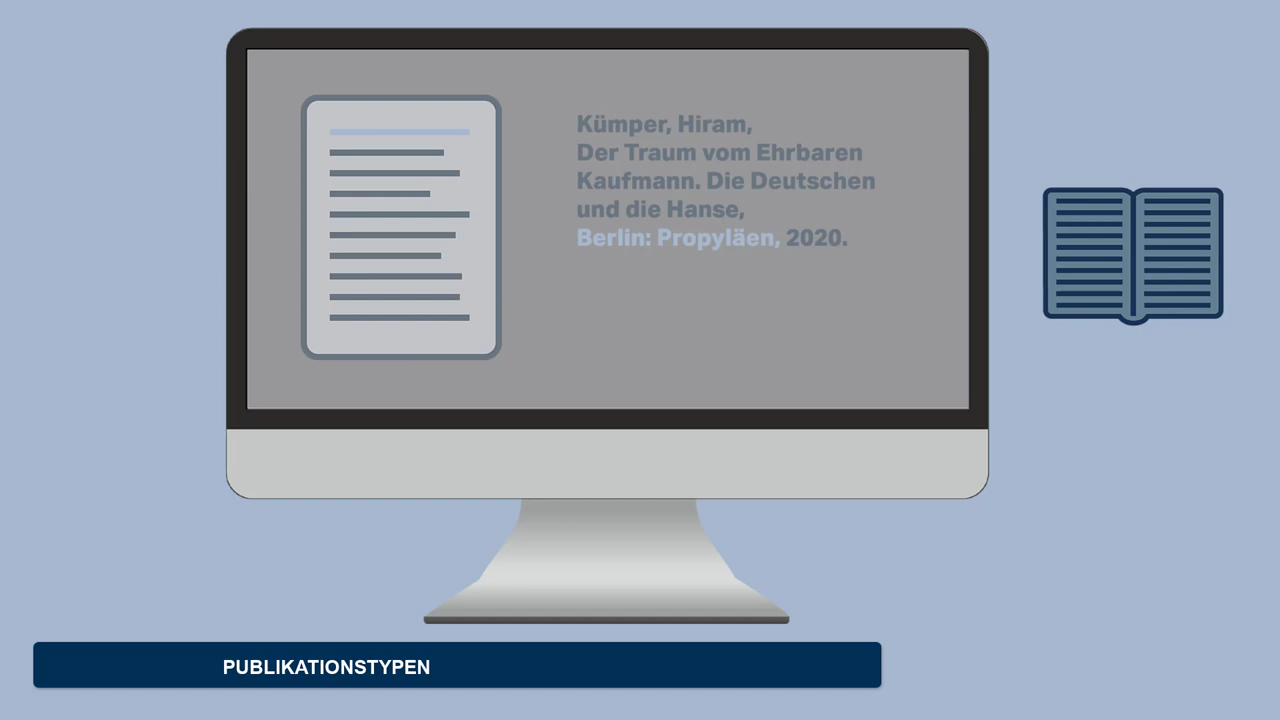 Kümper, Hiram,
Der Traum vom Ehrbaren
Kaufmann. Die Deutschen
und die Hanse,
Berlin: Propyläen, 2020.
PUBLIKATIONSTYPEN